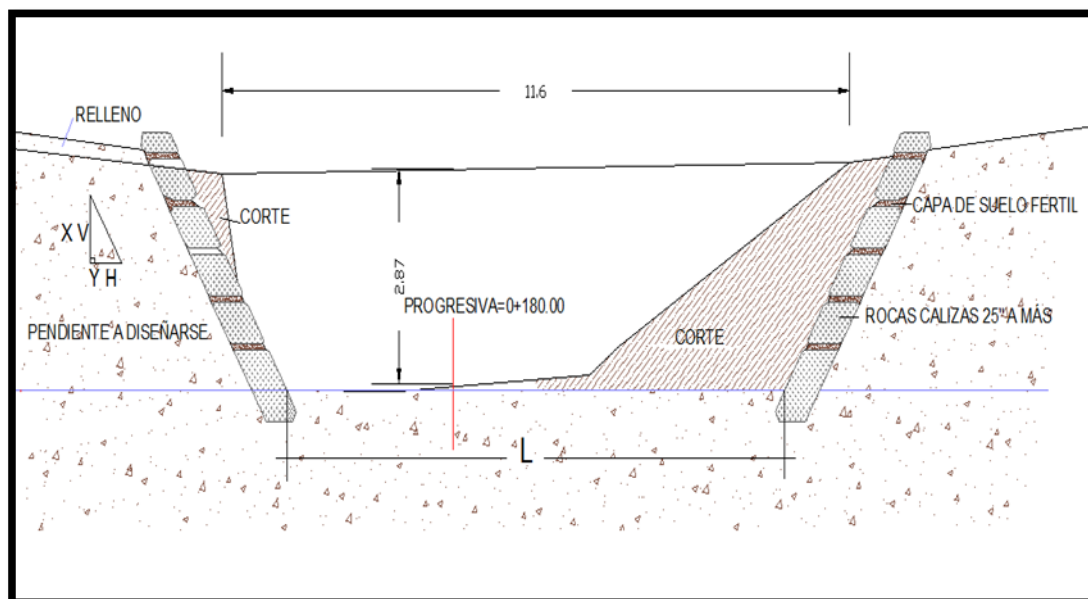 11.6
RELLENO
CORTE
CAPA DE SUELO FERTIL
X V
Y H
2.87
PROGRESIVA=0+180.00
ROCAS CALIZAS 25" A MÁS
PENDIENTE A DISEÑARSE
CORTE
L